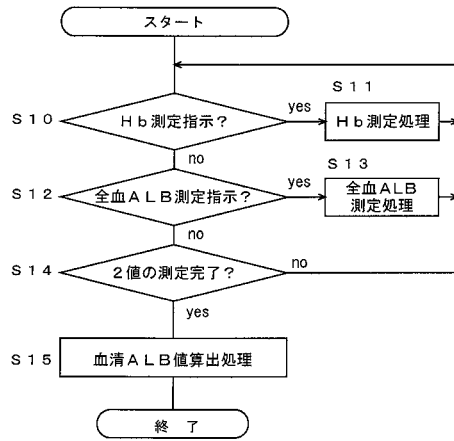 スタート
S11
S10
Hb測定指示?
yes
Hb測定処理
no
S13
S12
全血ALB測定指示?
yes
全血ALB
測定処理
no
S14
2値の測定完了?
no
yes
S15
血清ALB値算出処理
終了